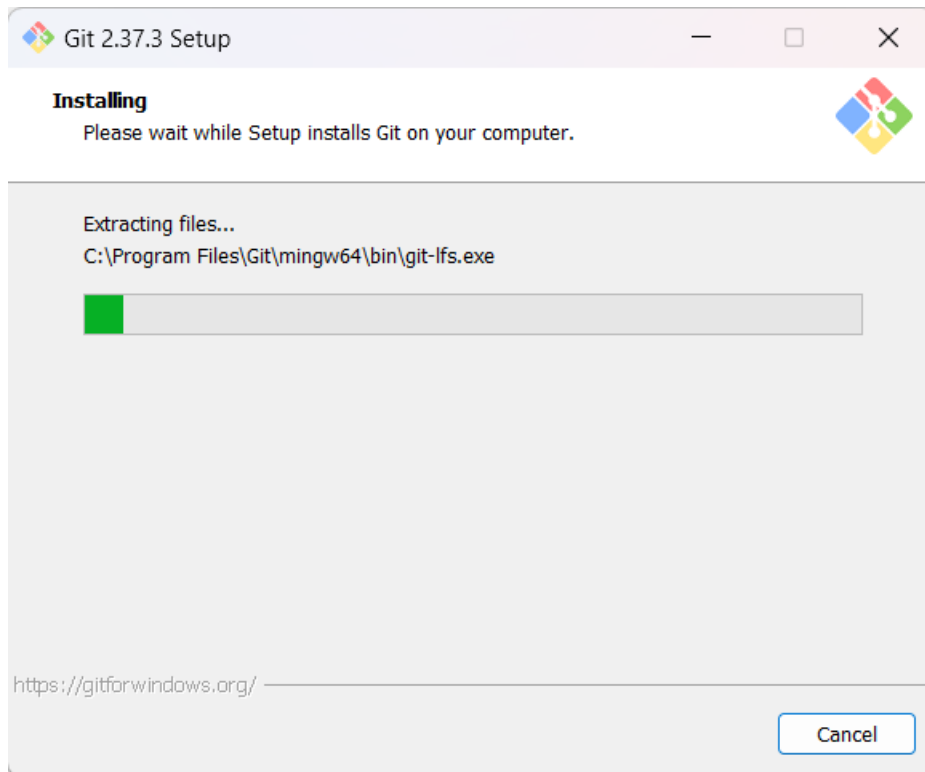 Git 2.37.3 Setup
Installing
Please wait while Setup installs Git on your computer.
Extracting files...
C:\Program Files\Git\mingw64\bin\git-lfs.exe
https://gitforwindows.org/
Cancel